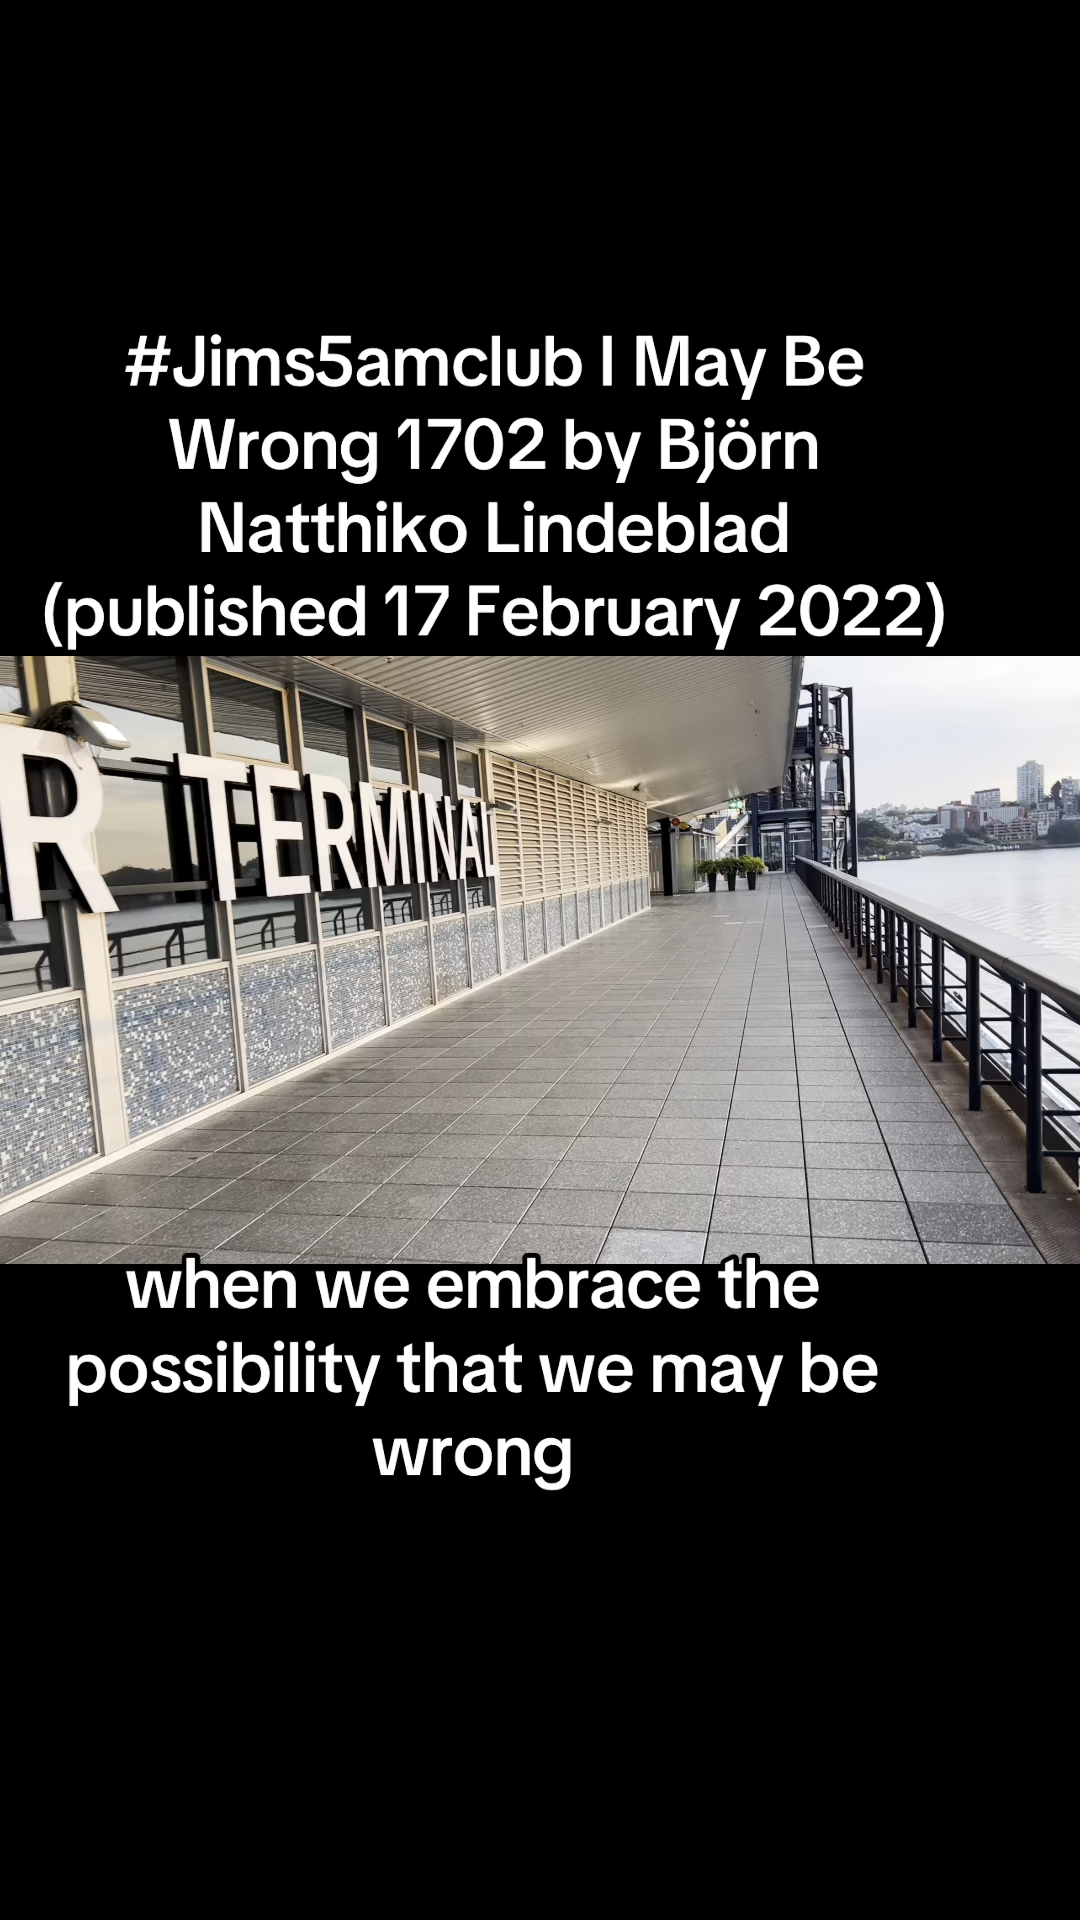 #Jims5amclub I May Be
Wrong 1702 by Björn
Natthiko Lindeblad
(published 17 February 2022)
R TERMINAL
when we embrace the
possibility that we may be
wrong